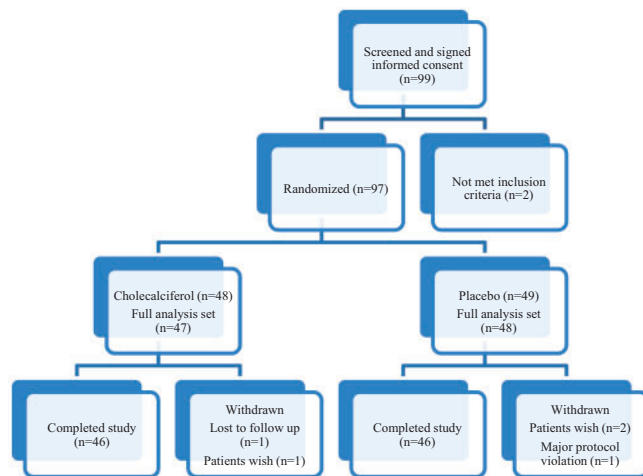 Screened and signed
informed consent
(n=99)
Randomized (n=97)
Not met inclusion
criteria (n=2)
Cholecalciferol (n=48)
Full analysis set
(n=47)
Placebo (n=49)
Full analysis set
(n=48)
Completed study
(n=46)
Withdrawn
Lost to follow up
(n=1)
Patients wish (n=1)
Completed study
(n=46)
Withdrawn
Patients wish (n=2)
Major protocol
violation (n=1)